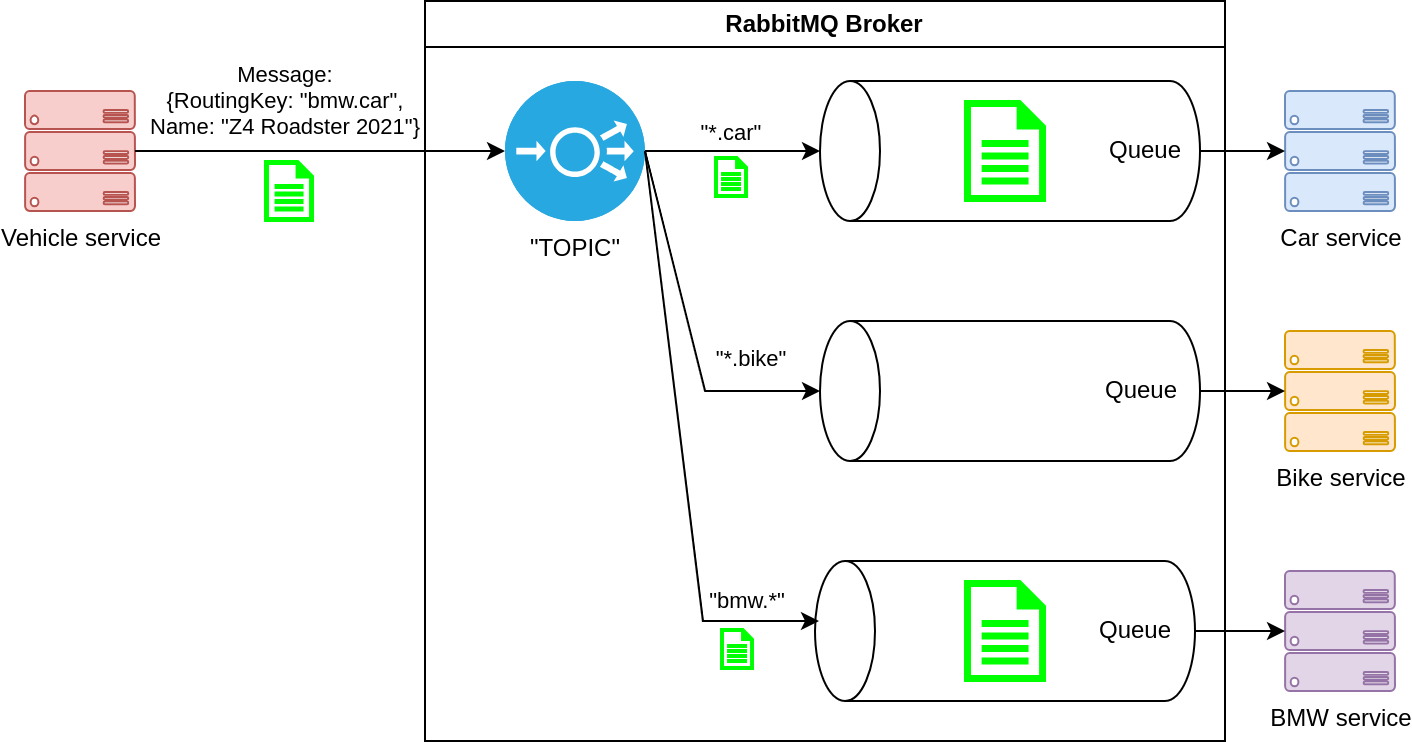 RabbitMQ Broker
Message:
{RoutingKey: "bmw.car",
Name: "Z4 Roadster 2021"}
Vehicle service
"TOPIC"
"*.car"
Queue
Car service
"*.bike"
Queue
Bike service
"bmw.*"
Queue
BMW service